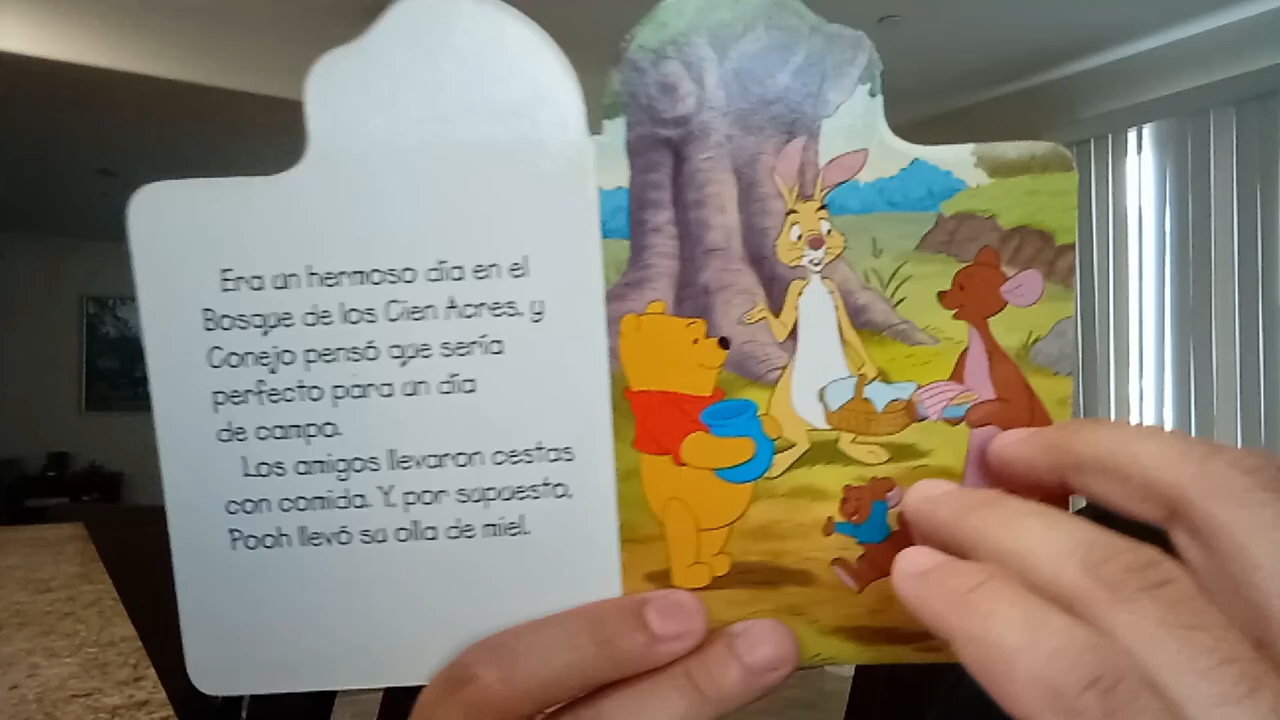 Era un hermoso día en el
Bosque de los Cien Acres, y
Conejo pensó que sería
perfecto para un día
de campo.
Los amigos llevaron cestas
con comida. Y, por supuesto,
Pooh llevó su olla de miel.